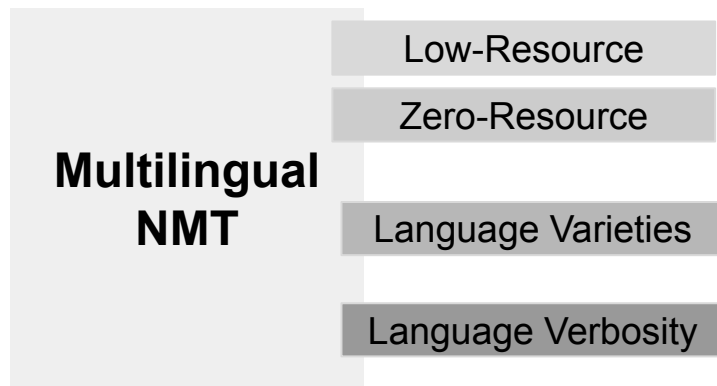 Low-Resource
Zero-Resource
Multilingual
NMT
Language Varieties
Language Verbosity